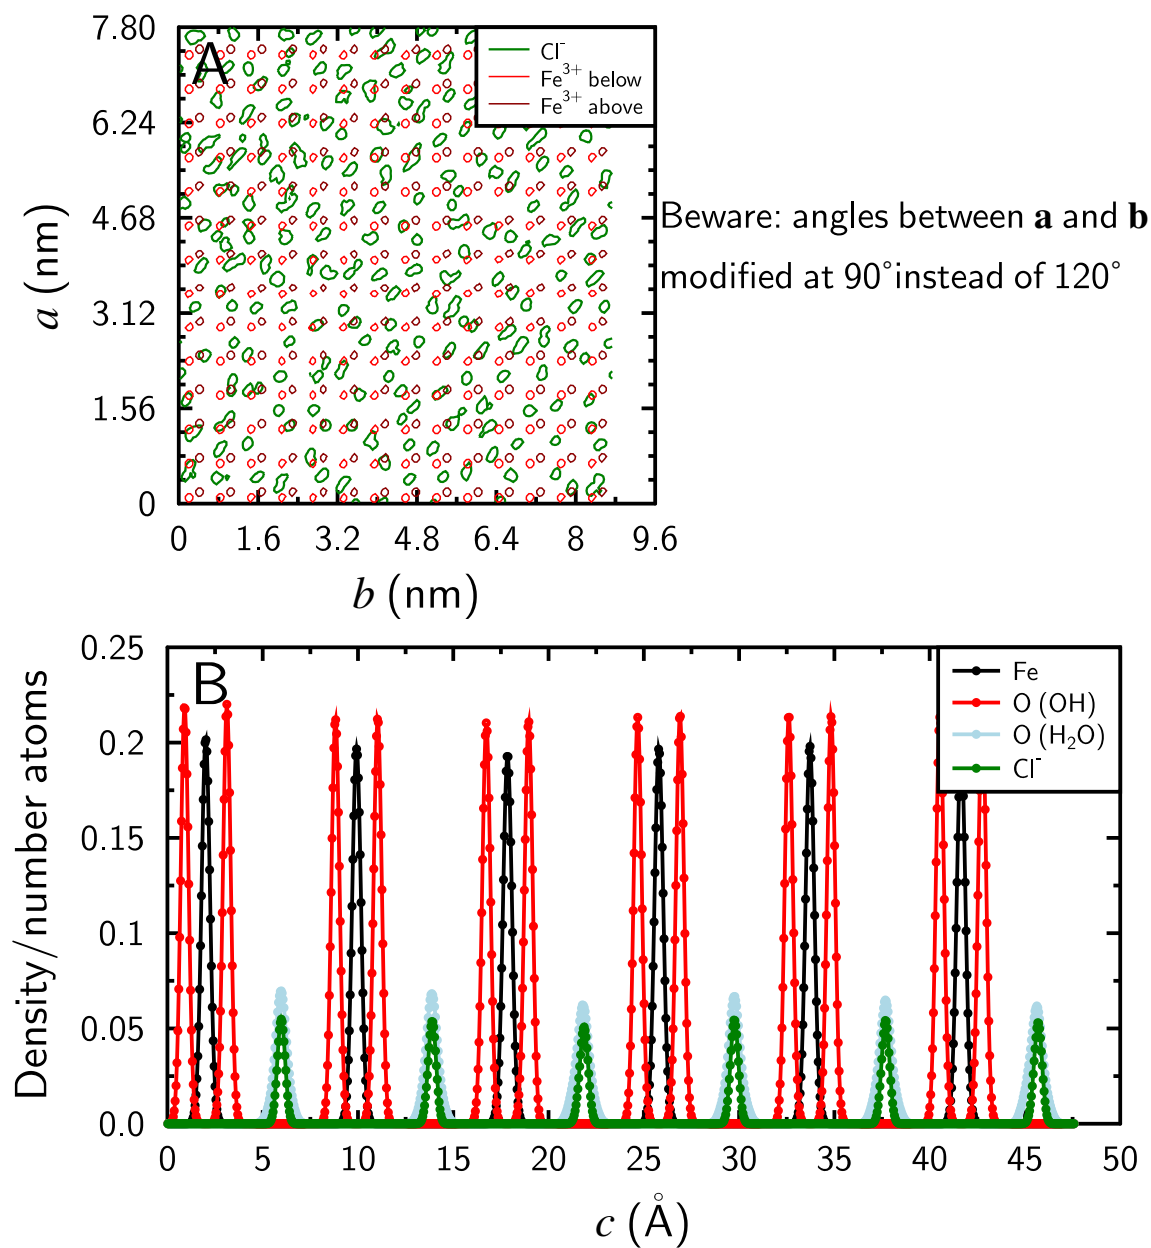 7.80
6.24
4.68
3.12
1.56
0
a (nm)
A
Cl⁻
Fe³⁺ below
Fe³⁺ above
Beware: angles between a and b
modified at 90°instead of 120°
0 1.6 3.2 4.8 6.4 8 9.6
b (nm)
0.25
0.2
0.15
0.1
0.05
0.0
Density/number atoms
B
Fe
O (OH)
O (H₂O)
Cl⁻
0 5 10 15 20 25 30 35 40 45 50
c (Å)